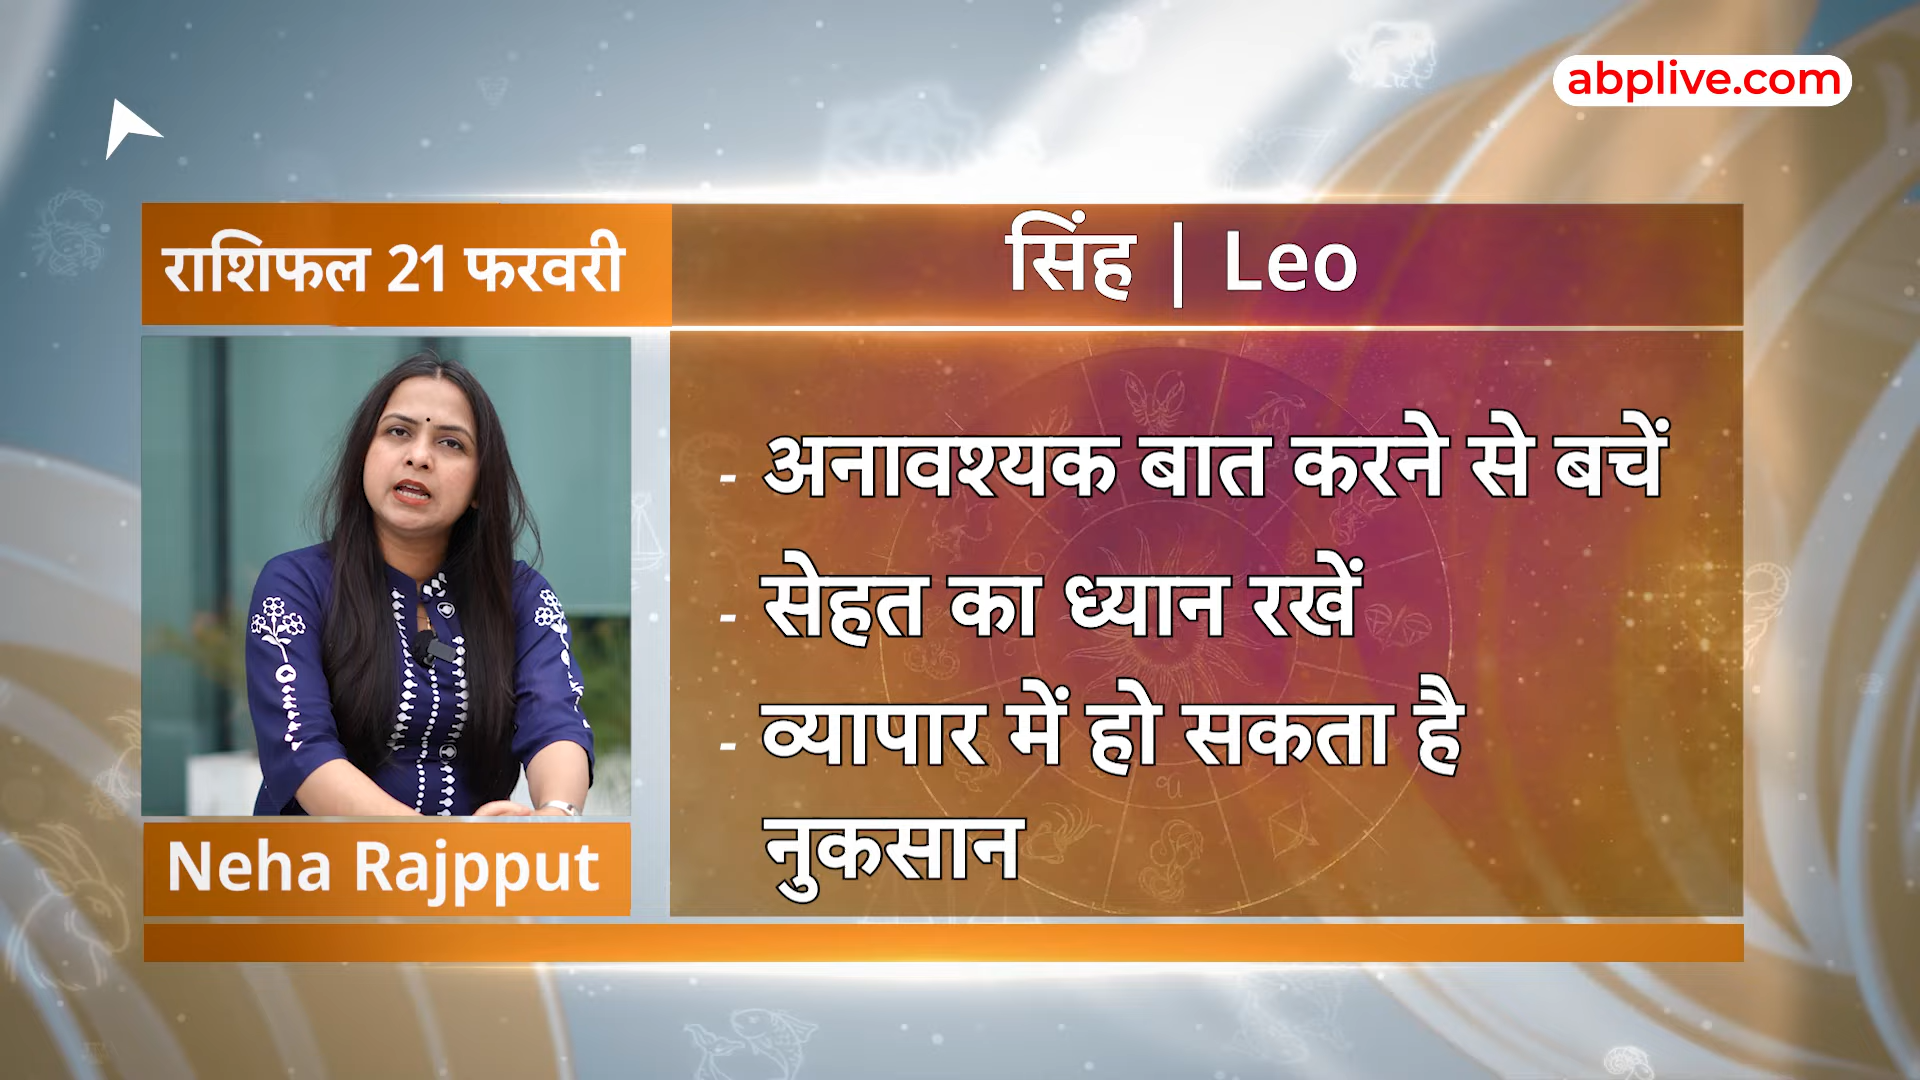 abplive.com
राशिफल 21 फरवरी
सिंह | Leo
- अनावश्यक बात करने से बचें
- सेहत का ध्यान रखें
- व्यापार में हो सकता है
नुकसान
Neha Rajpput